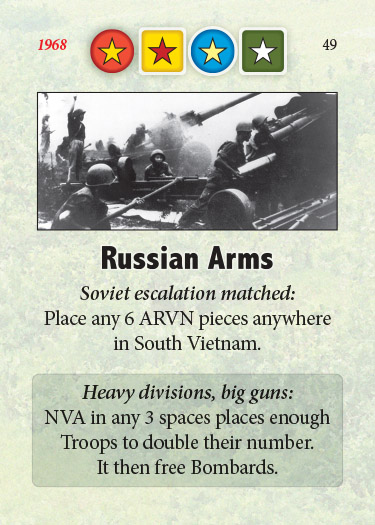 1968 49
Russian Arms
Soviet escalation matched:
Place any 6 ARVN pieces anywhere
in South Vietnam.
Heavy divisions, big guns:
NVA in any 3 spaces places enough
Troops to double their number.
It then free Bombards.